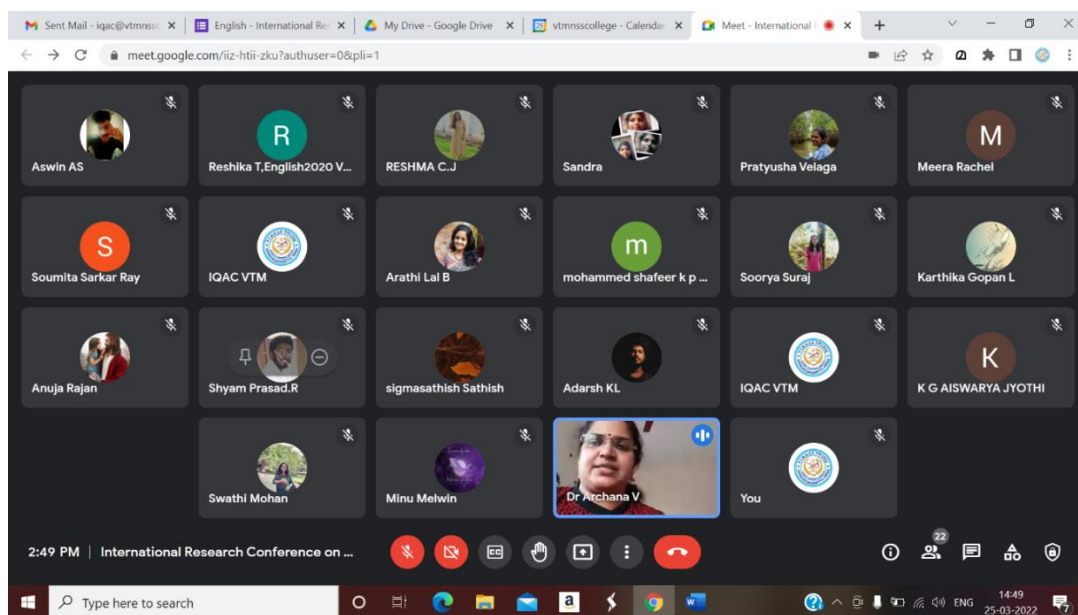 Sent Mail - iqac@vtmnssc
English - International Res
My Drive - Google Drive
vtmnsscollege - Calenda
Meet - International
meet.google.com/iiz-htii-zku?authuser=0&pli=1
Aswin AS
R
Reshika T,English2020 V...
RESHMA C.J
Sandra
Pratyusha Velaga
M
Meera Rachel
S
Soumita Sarkar Ray
IQAC VTM
Arathi Lal B
m
mohammed shafeer k p ...
Soorya Suraj
Karthika Gopan L
Anuja Rajan
Shyam Prasad.R
sigmasathish Sathish
Adarsh KL
IQAC VTM
K
K G AISWARYA JYOTHI
Swathi Mohan
Minu Melwin
Dr Archana V
You
2:49 PM | International Research Conference on ...
CC
22
Type here to search
a
W
ENG
14:49
25-03-2022